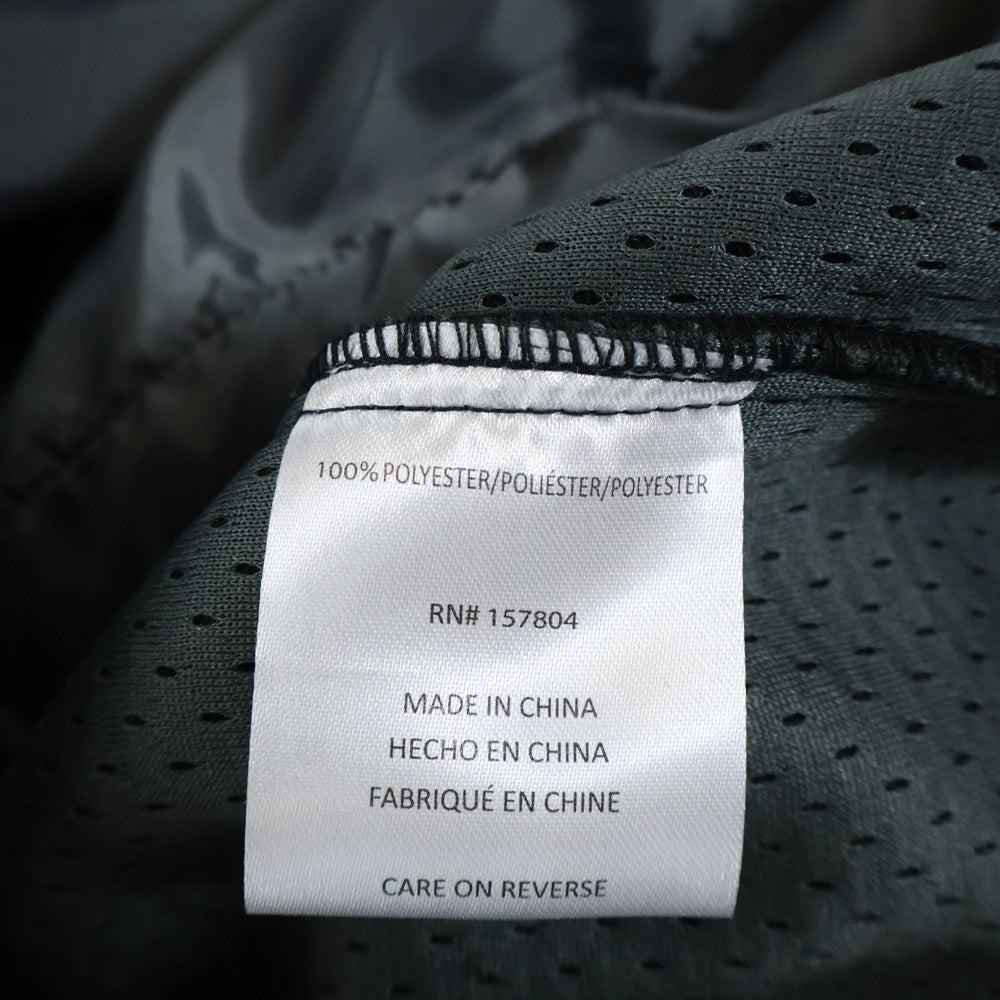 100% POLYESTER/POLIÉSTER/POLYESTER
RN# 157804
MADE IN CHINA
HECHO EN CHINA
FABRIQUÉ EN CHINE
CARE ON REVERSE